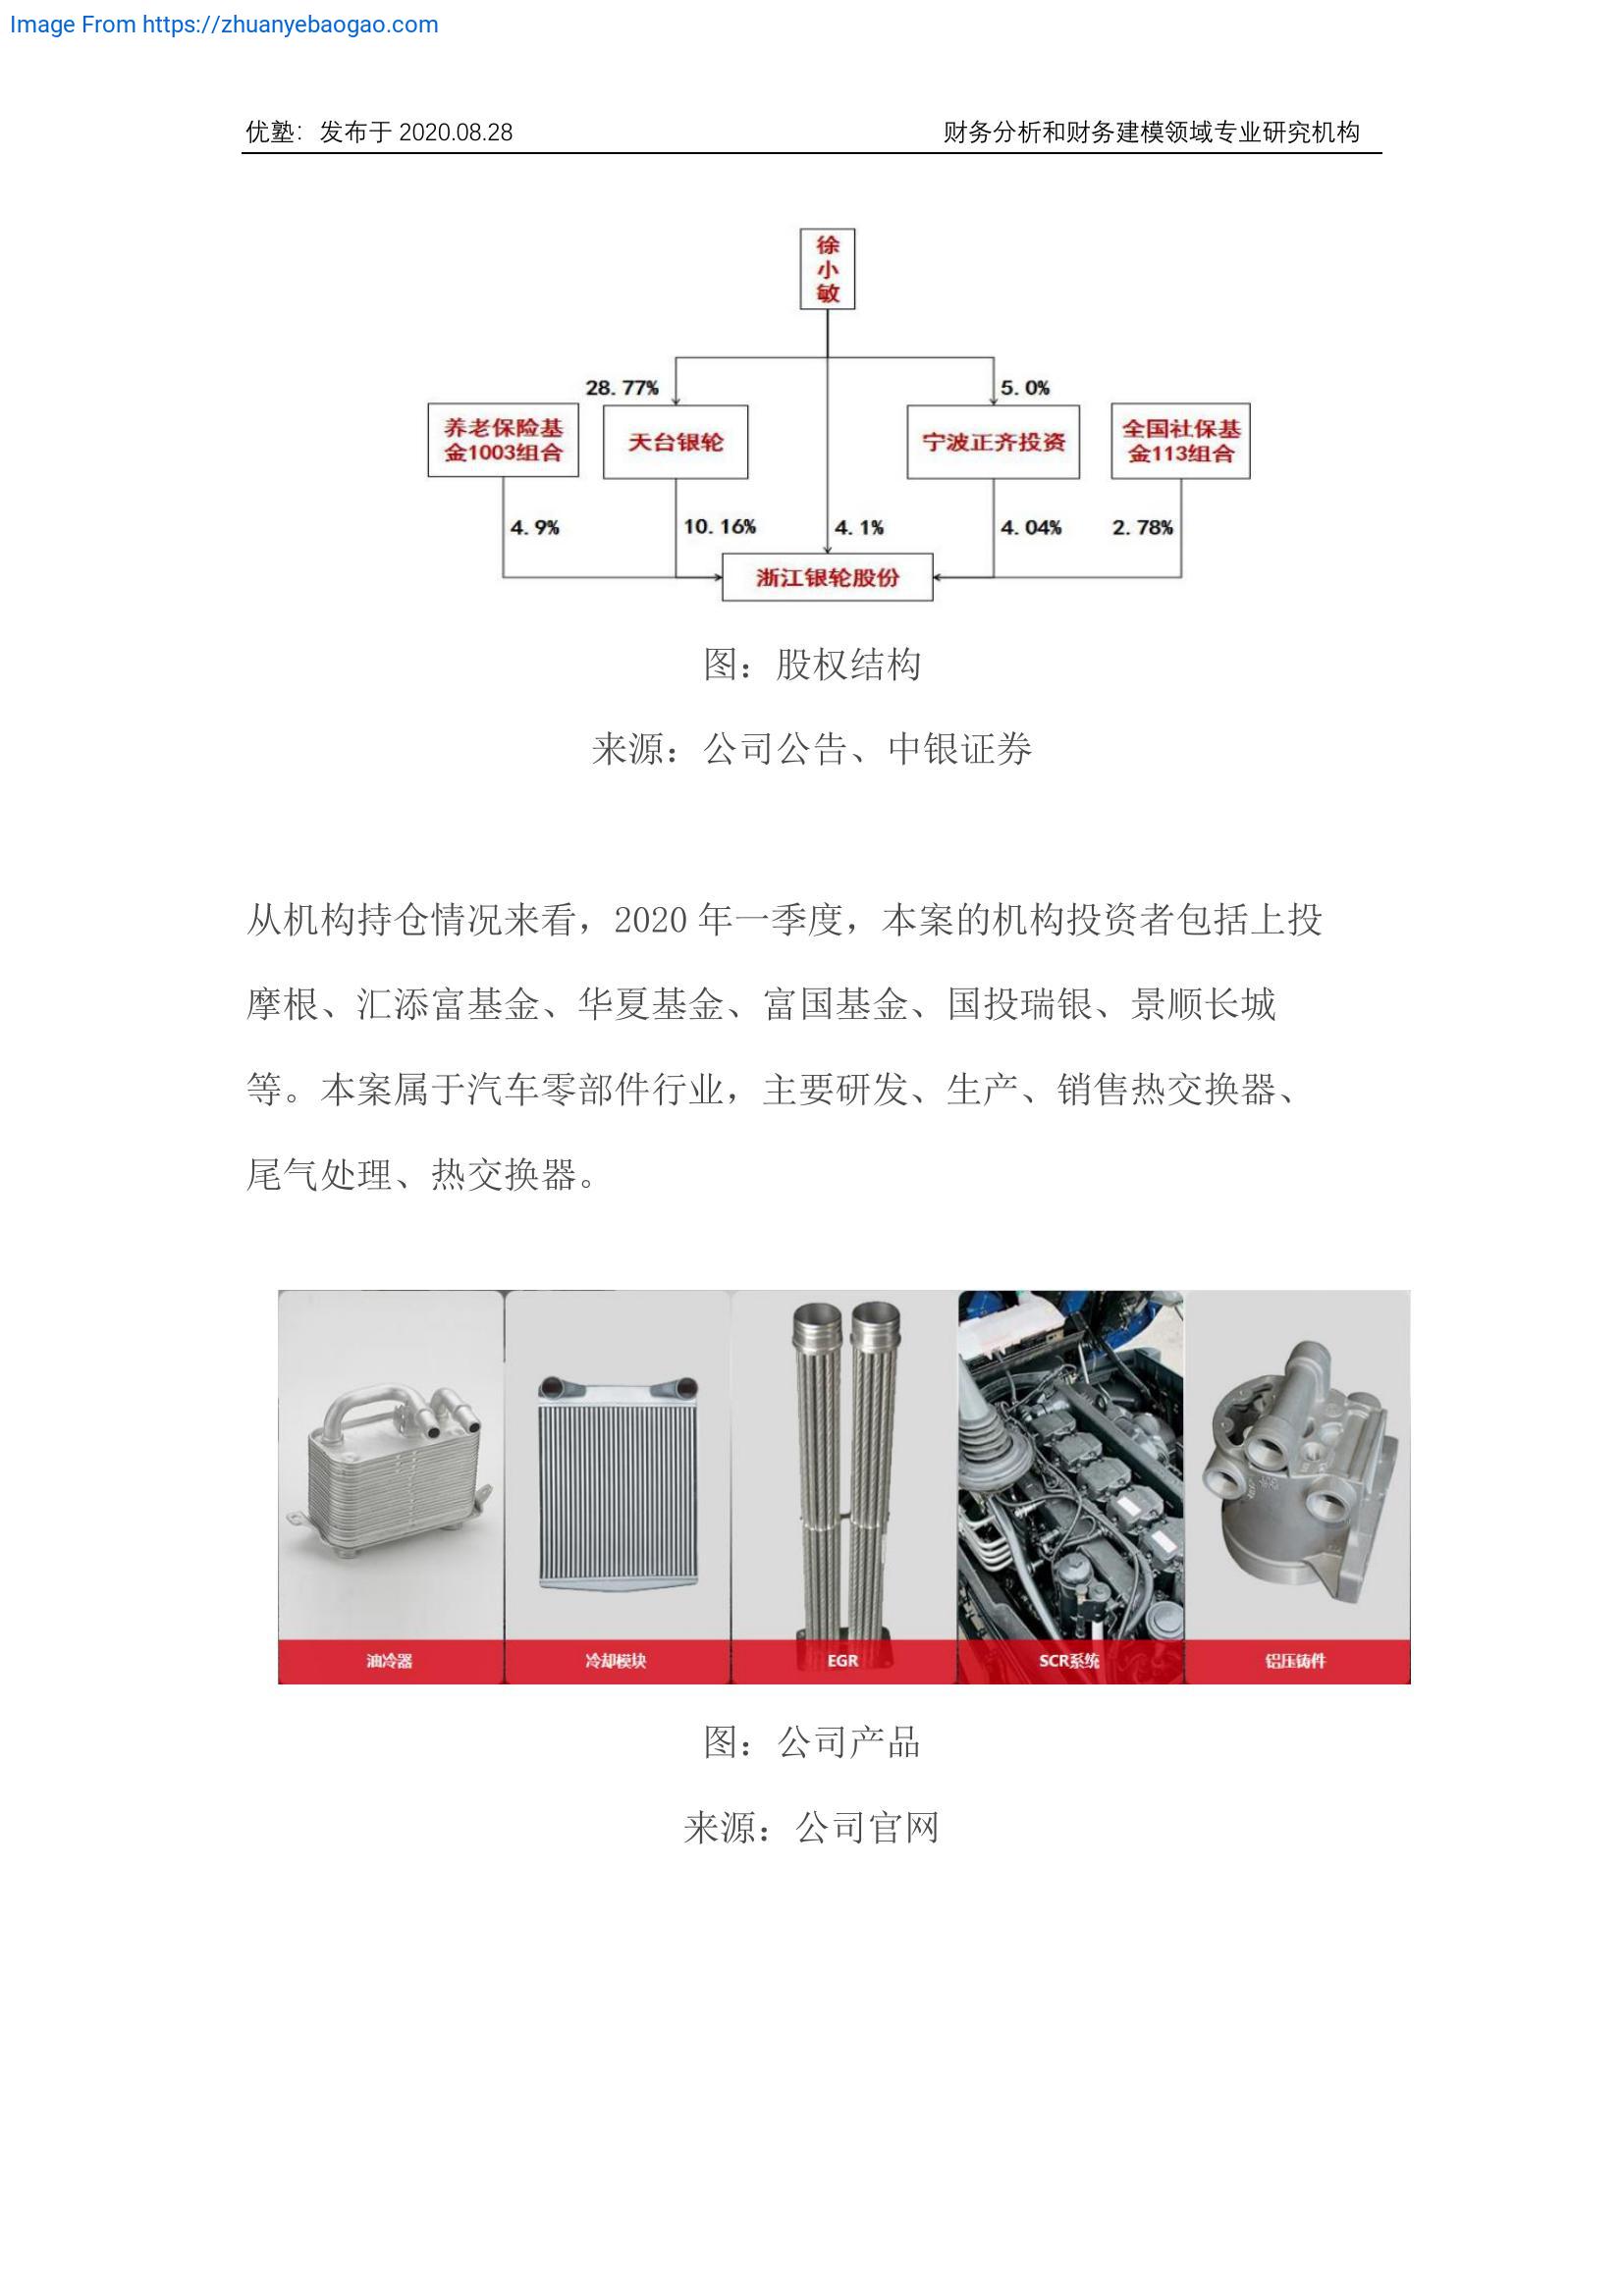 Image From https://zhuanyebaogao.com
优塾：发布于 2020.08.28 财务分析和财务建模领域专业研究机构
徐
小
敏
28.77% 5.0%
养老保险基
金1003组合
天台银轮
宁波正齐投资
全国社保基
金113组合
4.9% 10.16% 4.1% 4.04% 2.78%
浙江银轮股份
图：股权结构
来源：公司公告、中银证券
从机构持仓情况来看，2020 年一季度，本案的机构投资者包括上投
摩根、汇添富基金、华夏基金、富国基金、国投瑞银、景顺长城
等。本案属于汽车零部件行业，主要研发、生产、销售热交换器、
尾气处理、热交换器。
油冷器 冷却模块 EGR SCR系统 铝压铸件
图：公司产品
来源：公司官网